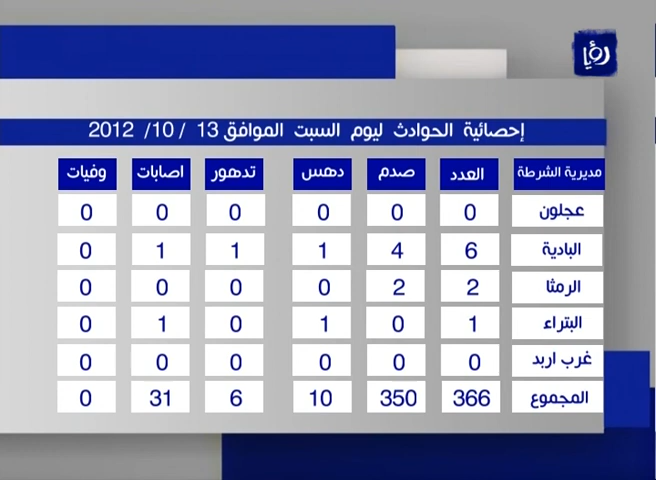 رؤيا
إحصائية الحوادث ليوم السبت الموافق 13 / 10/ 2012
مديرية الشرطة العدد صدم دهس تدهور اصابات وفيات
عجلون 0 0 0 0 0 0
البادية 6 4 1 1 1 0
الرمثا 2 2 0 0 0 0
البتراء 1 0 1 0 1 0
غرب اربد 0 0 0 0 0 0
المجموع 366 350 10 6 31 0